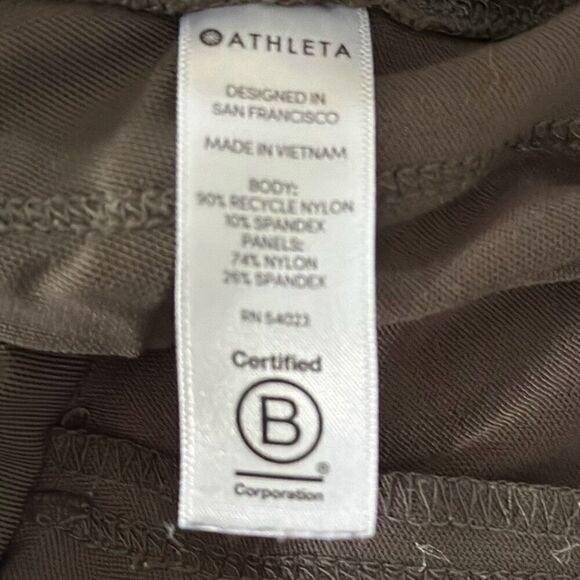 ATHLETA
DESIGNED IN
SAN FRANCISCO
MADE IN VIETNAM
BODY:
90% RECYCLE NYLON
10% SPANDEX
PANELS:
74% NYLON
26% SPANDEX
RN 54023
Certified
B
®
Corporation